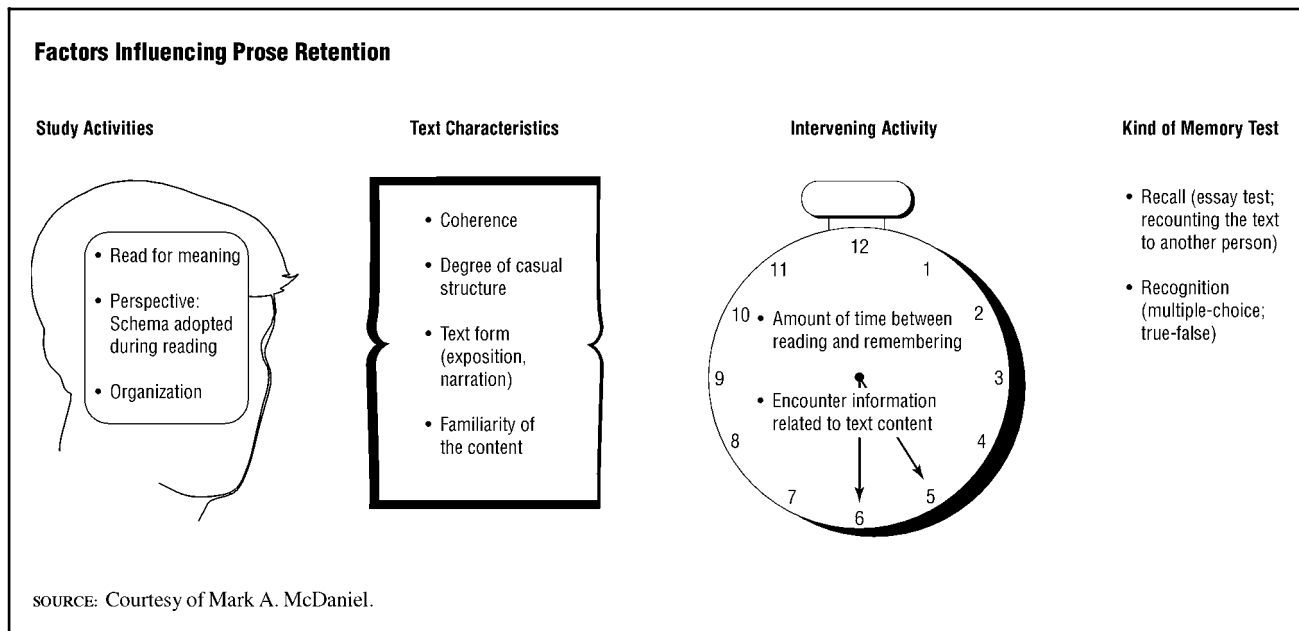 Factors Influencing Prose Retention
Study Activities
• Read for meaning
• Perspective:
Schema adopted
during reading
• Organization
Text Characteristics
• Coherence
• Degree of casual
structure
• Text form
(exposition,
narration)
• Familiarity of
the content
Intervening Activity
12
1
2
3
4
5
6
7
8
9
10
11
• Amount of time between
reading and remembering
• Encounter information
related to text content
Kind of Memory Test
• Recall (essay test;
recounting the text
to another person)
• Recognition
(multiple-choice;
true-false)
SOURCE: Courtesy of Mark A. McDaniel.